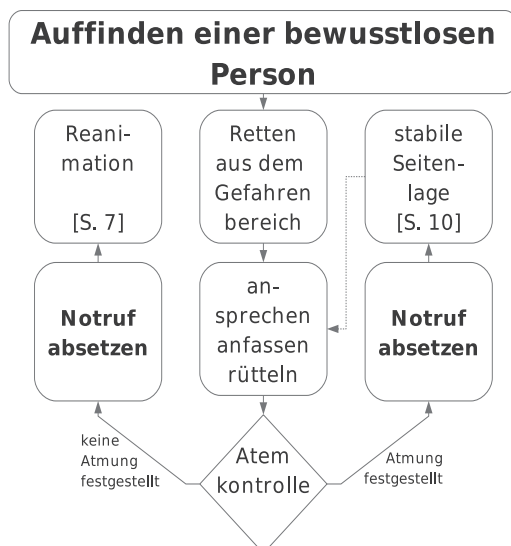 Auffinden einer bewusstlosen
Person
Reani-
mation
[S. 7]
Retten
aus dem
Gefahren
bereich
stabile
Seiten-
lage
[S. 10]
Notruf
absetzen
an-
sprechen
anfassen
rütteln
Notruf
absetzen
keine
Atmung
festgestellt
Atem
kontrolle
Atmung
festgestellt